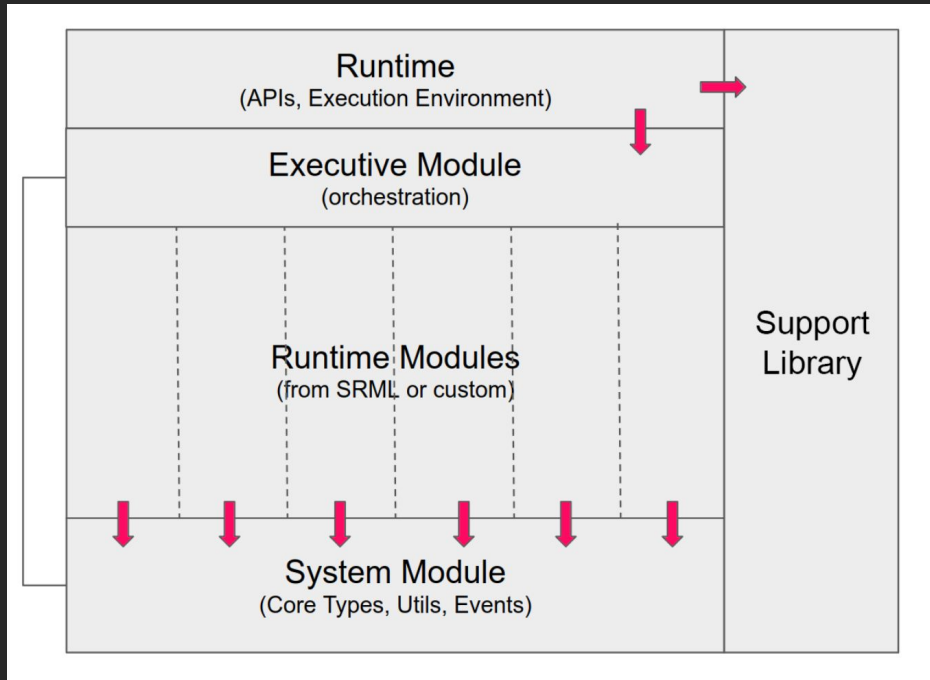 Runtime
(APIs, Execution Environment)
Executive Module
(orchestration)
Runtime Modules
(from SRML or custom)
Support
Library
System Module
(Core Types, Utils, Events)